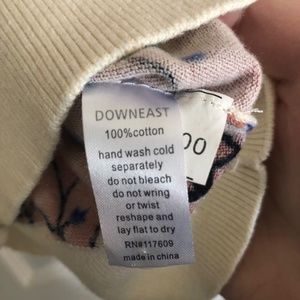 DOWNEAST
100%cotton
hand wash cold
separately
do not bleach
do not wring
or twist
reshape and
lay flat to dry
RN#117609
made in china
00